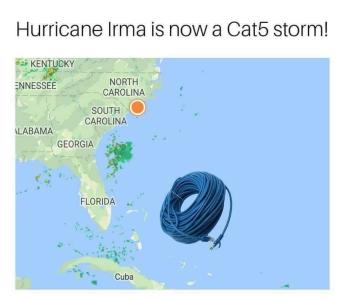 Hurricane Irma is now a Cat5 storm!
KENTUCKY
ENNESSEE
NORTH
CAROLINA
SOUTH
CAROLINA
ALABAMA
GEORGIA
FLORIDA
Cuba